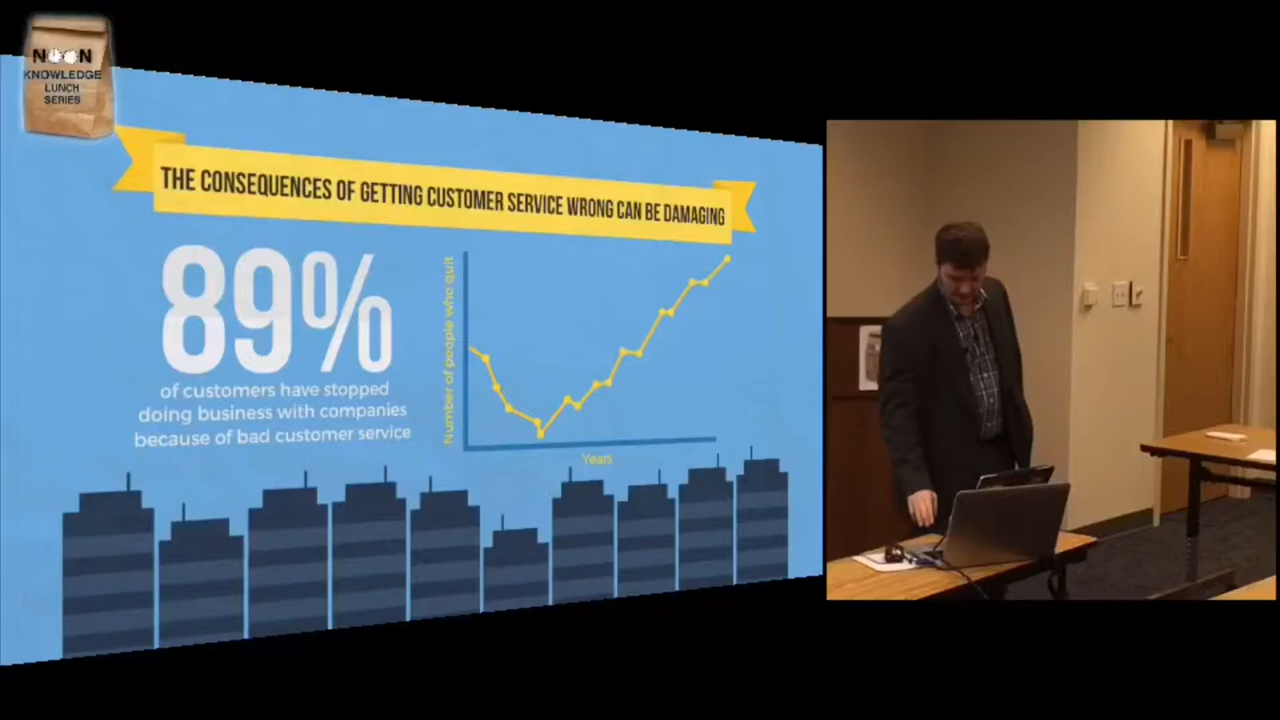 NOON
KNOWLEDGE
LUNCH
SERIES
THE CONSEQUENCES OF GETTING CUSTOMER SERVICE WRONG CAN BE DAMAGING
89%
of customers have stopped
doing business with companies
because of bad customer service
Number of people who quit
Years